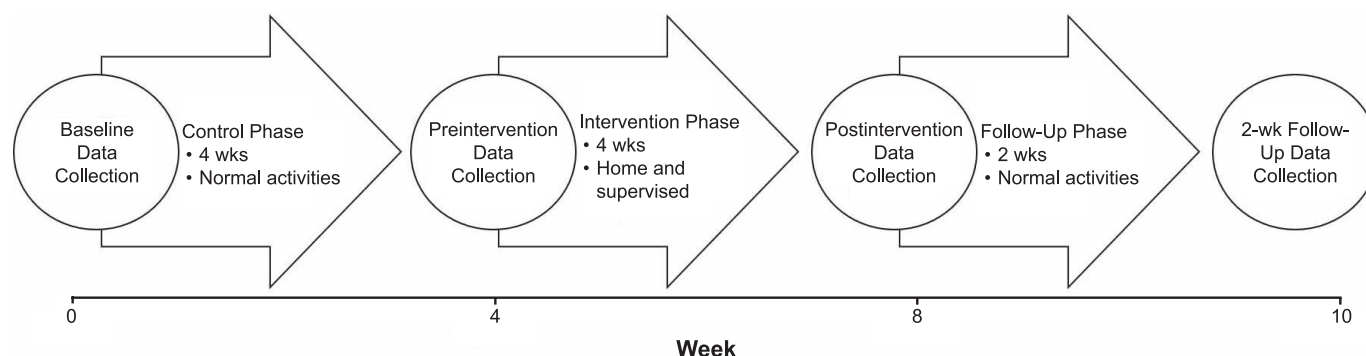 Baseline
Data
Collection
Control Phase
• 4 wks
• Normal activities
Preintervention
Data
Collection
Intervention Phase
• 4 wks
• Home and
supervised
Postintervention
Data
Collection
Follow-Up Phase
• 2 wks
• Normal activities
2-wk Follow-
Up Data
Collection
0
4
8
10
Week